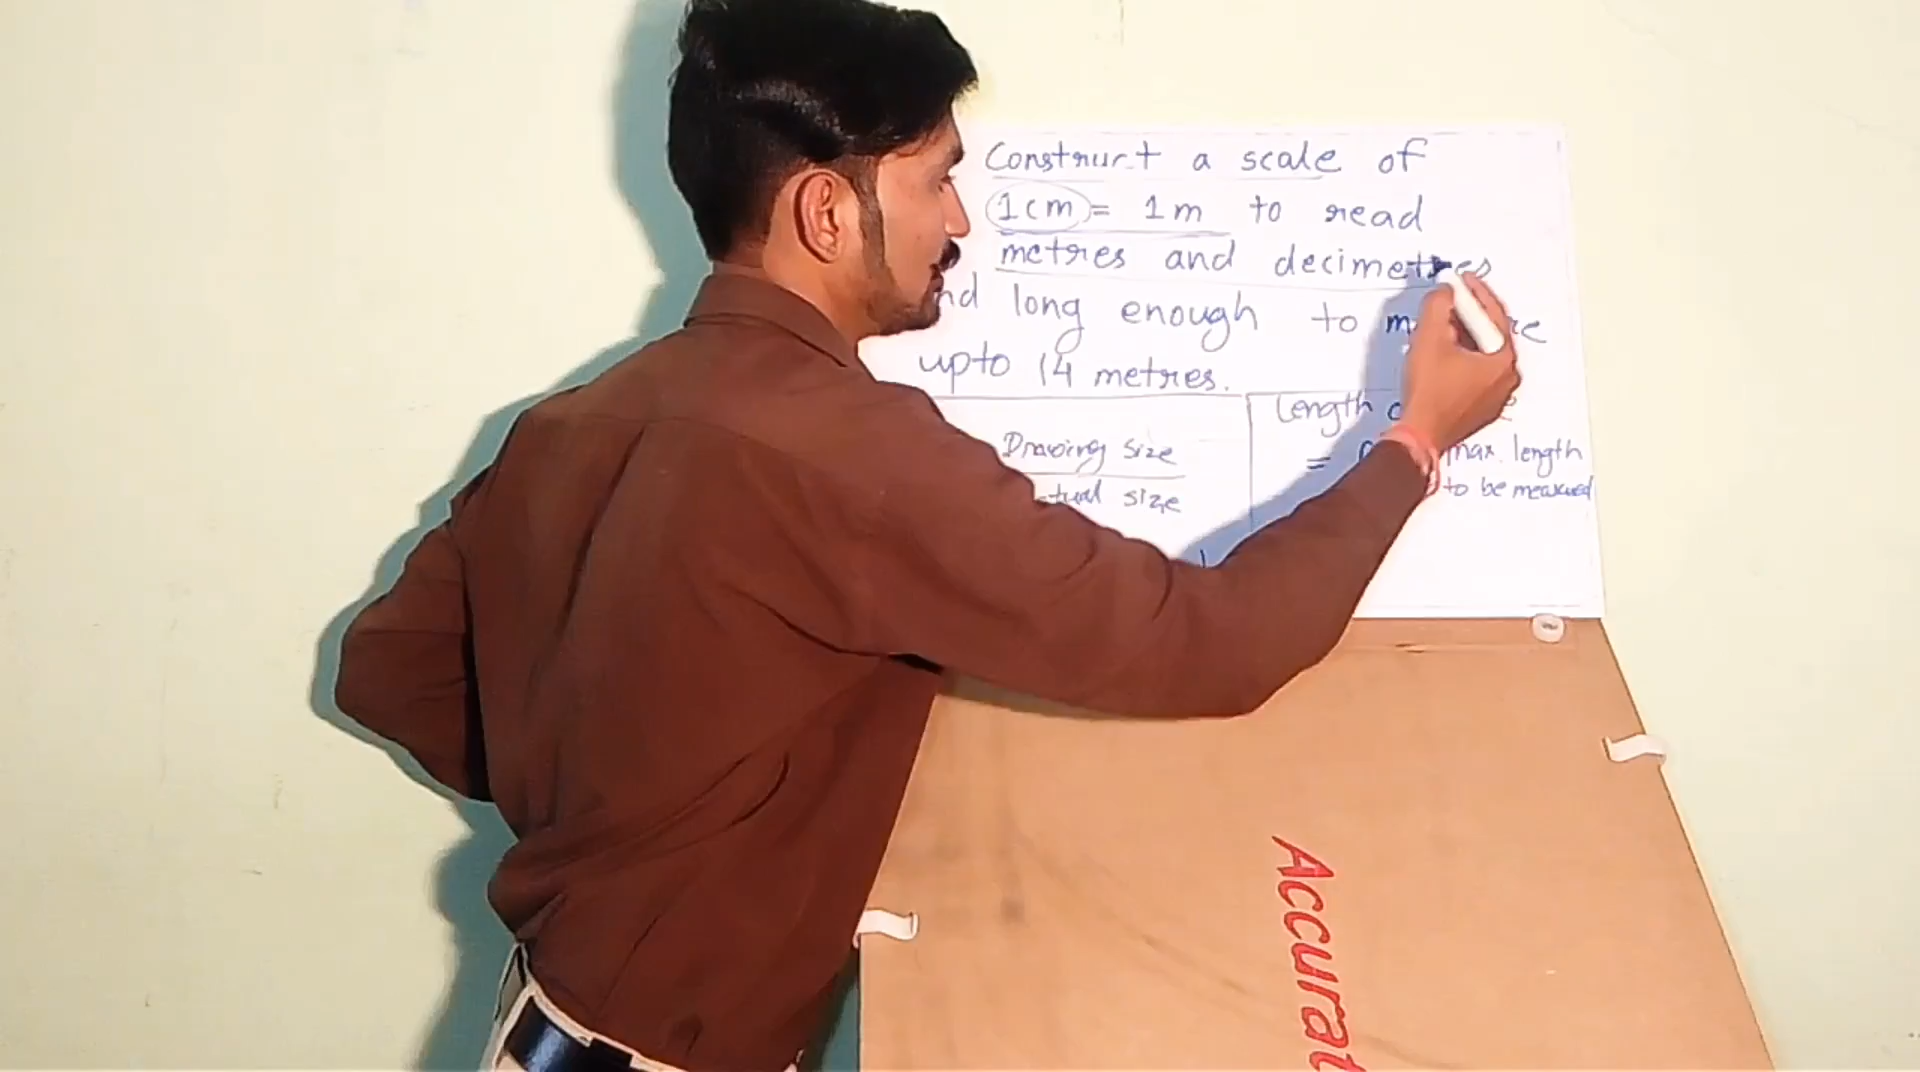 Construct a scale of
1cm = 1m to read
metres and decimetres
long enough to
upto 14 metres.
Drawing size
size
Length
= max. length
to be measured
Accurat